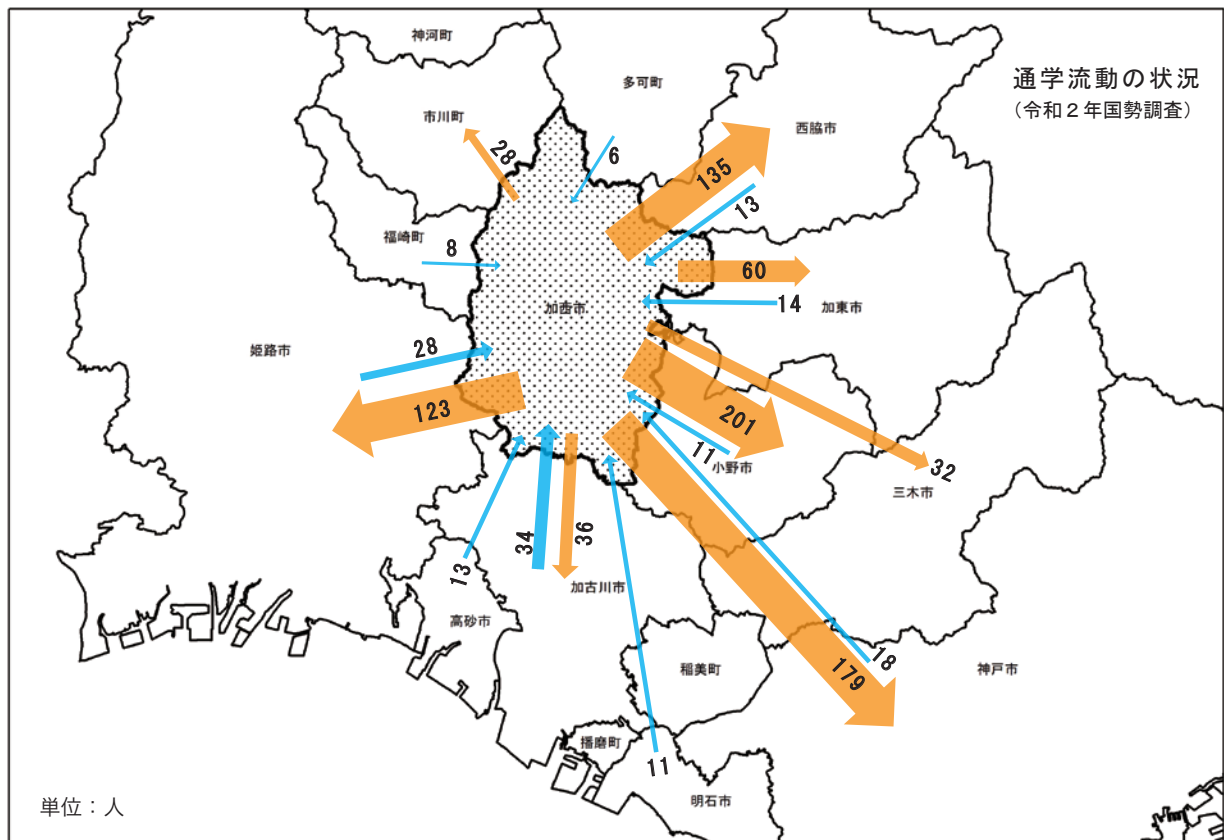 神河町
通学流動の状況
(令和２年国勢調査)
多可町
市川町
西脇市
28
6
135
13
福崎町
8
60
加西市
14
加東市
姫路市
28
123
201
11
小野市
32
三木市
34
36
13
加古川市
高砂市
18
179
稲美町
神戸市
播磨町
11
明石市
単位：人